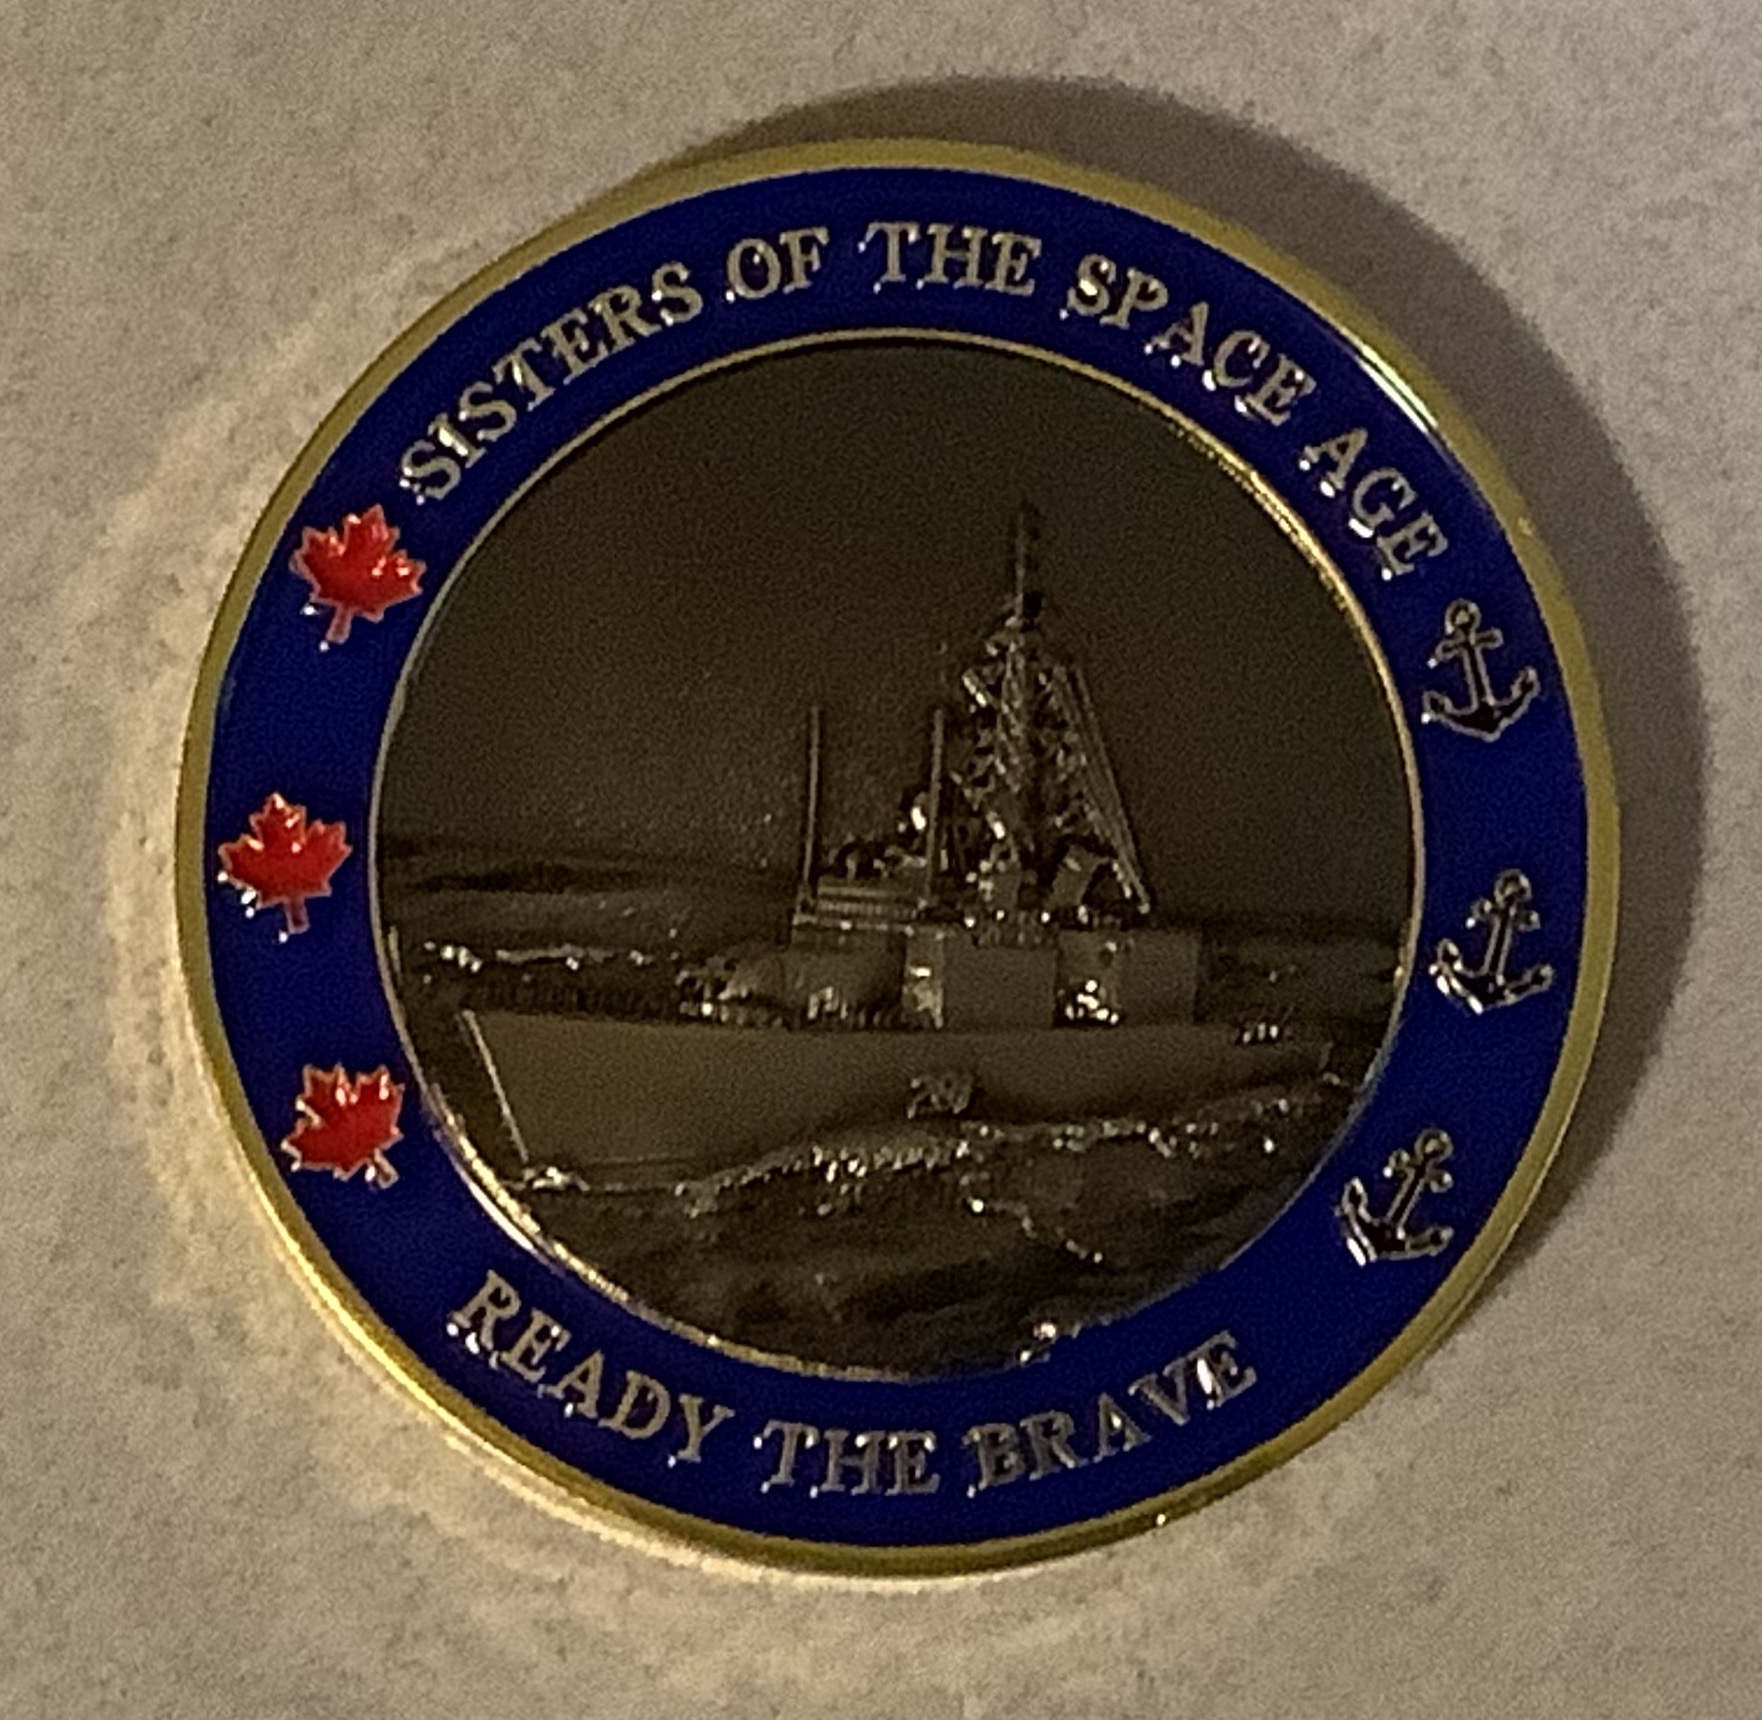 SISTERS OF THE SPACE AGE
READY THE BRAVE